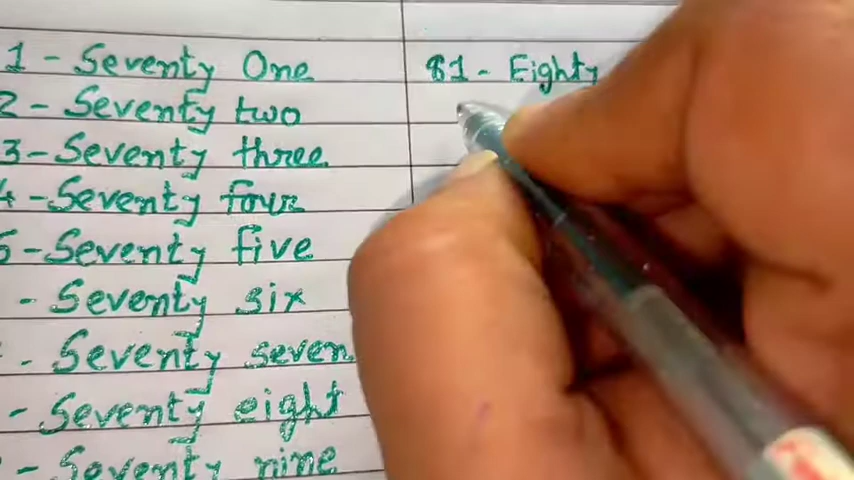 1 - Seventy One
2 - Seventy two
3 - Seventy three
4 - Seventy four
5 - Seventy five
- Seventy six
- Seventy seven
- Seventy eight
- Seventy nine
81 - Eighty